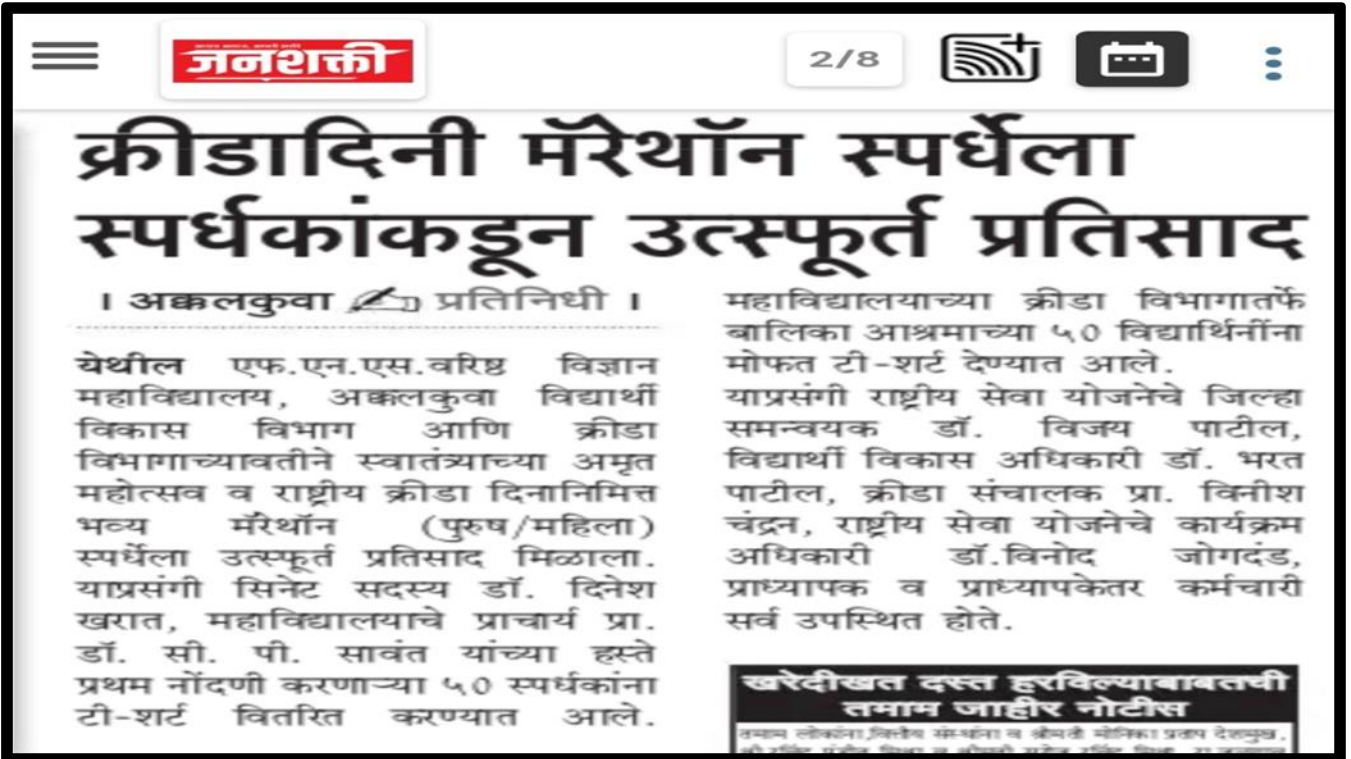 जनशक्ती
2/8
क्रीडादिनी मॅरेथॉन स्पर्धेला
स्पर्धकांकडून उत्स्फूर्त प्रतिसाद
। अक्कलकुवा प्रतिनिधी ।
येथील एफ.एन.एस.वरिष्ठ विज्ञान
महाविद्यालय, अक्कलकुवा विद्यार्थी
विकास विभाग आणि क्रीडा
विभागाच्यावतीने स्वातंत्र्याच्या अमृत
महोत्सव व राष्ट्रीय क्रीडा दिनानिमित्त
भव्य मॅरेथॉन (पुरुष/महिला)
स्पर्धेला उत्स्फूर्त प्रतिसाद मिळाला.
याप्रसंगी सिनेट सदस्य डॉ. दिनेश
खरात, महाविद्यालयाचे प्राचार्य प्रा.
डॉ. सी. पी. सावंत यांच्या हस्ते
प्रथम नोंदणी करणाऱ्या ५० स्पर्धकांना
टी-शर्ट वितरित करण्यात आले.
महाविद्यालयाच्या क्रीडा विभागातर्फे
बालिका आश्रमाच्या ५० विद्यार्थिनींना
मोफत टी-शर्ट देण्यात आले.
याप्रसंगी राष्ट्रीय सेवा योजनेचे जिल्हा
समन्वयक डॉ. विजय पाटील,
विद्यार्थी विकास अधिकारी डॉ. भरत
पाटील, क्रीडा संचालक प्रा. विनीश
चंद्रन, राष्ट्रीय सेवा योजनेचे कार्यक्रम
अधिकारी डॉ.विनोद जोगदंड,
प्राध्यापक व प्राध्यापकेतर कर्मचारी
सर्व उपस्थित होते.
खरेदीखत दस्त हरविल्याबाबतची
तमाम जाहीर नोटीस
तमाम लोकांना,वित्तीय संस्थांना व श्रीमती मोनिका प्रताप देशमुख,